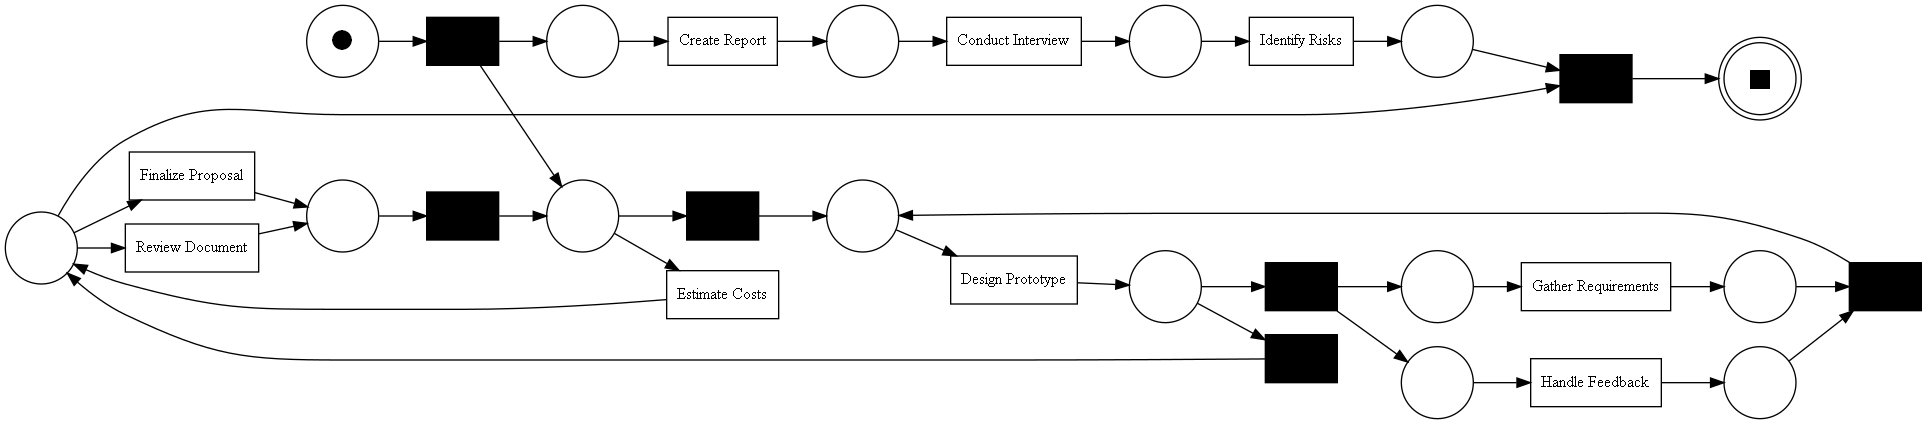 Create Report
Conduct Interview
Identify Risks
Finalize Proposal
Review Document
Estimate Costs
Design Prototype
Gather Requirements
Handle Feedback